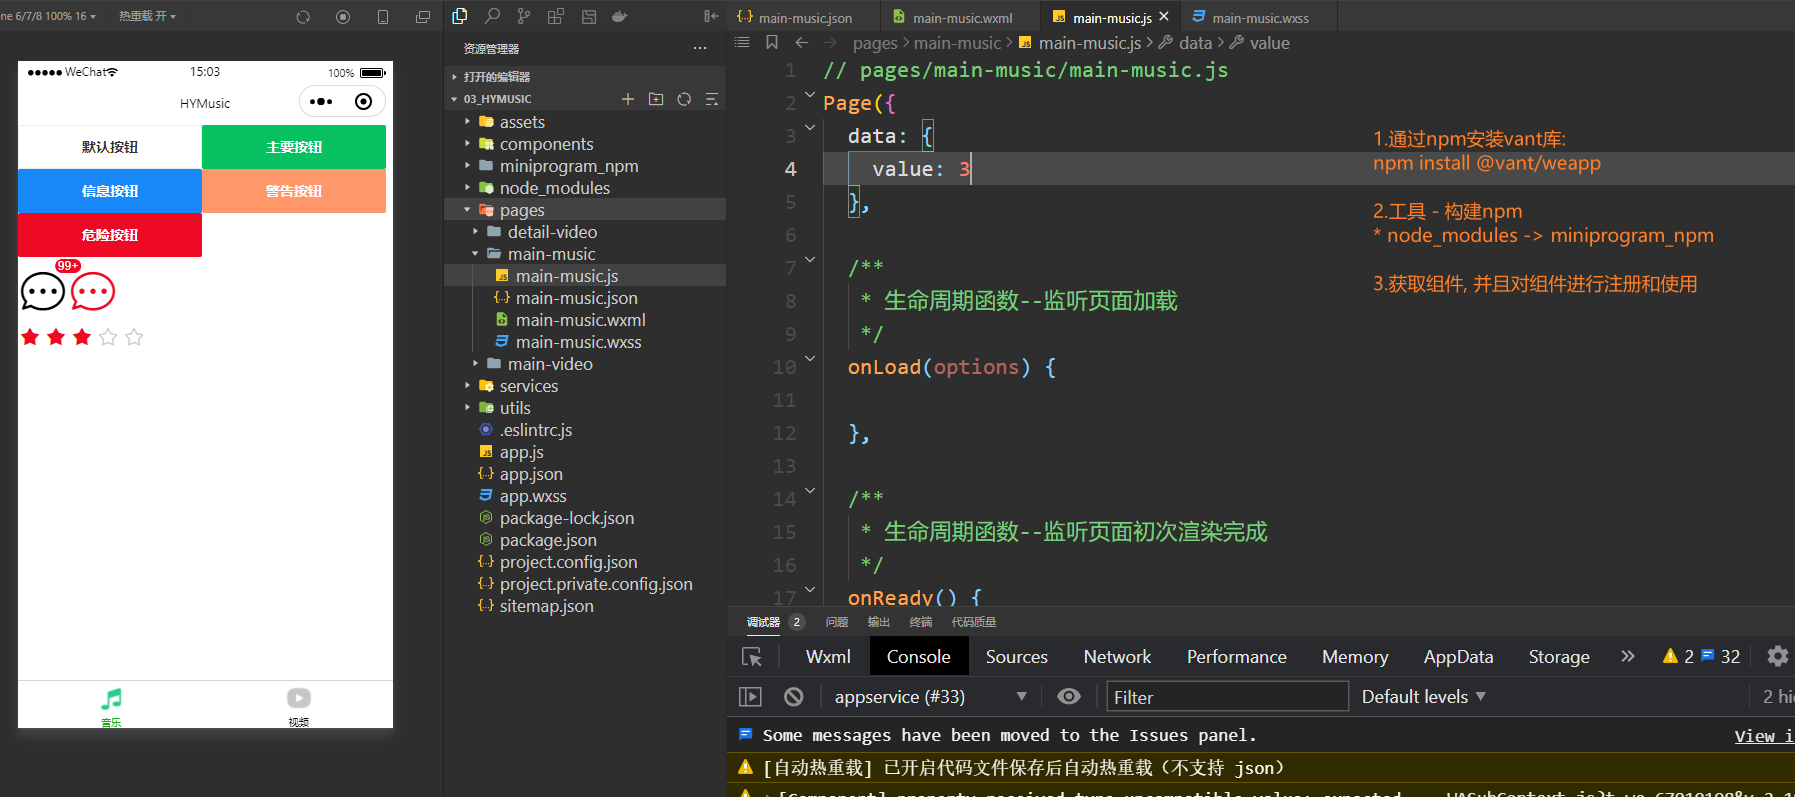 ne 6/7/8 100% 16
热重载 开
WeChat
15:03
100%
HYMusic
默认按钮
主要按钮
信息按钮
警告按钮
危险按钮
99+
音乐
视频
资源管理器
打开的编辑器
03_HYMUSIC
assets
components
miniprogram_npm
node_modules
pages
detail-video
main-music
main-music.js
main-music.json
main-music.wxml
main-music.wxss
main-video
services
utils
.eslintrc.js
app.js
app.json
app.wxss
package-lock.json
package.json
project.config.json
project.private.config.json
sitemap.json
main-music.json
main-music.wxml
main-music.js
main-music.wxss
pages > main-music > main-music.js > data > value
1 // pages/main-music/main-music.js
2 Page({
3 data: {
4 value: 3
5 },
6
7 /**
8 * 生命周期函数--监听页面加载
9 */
10 onLoad(options) {
11
12 },
13
14 /**
15 * 生命周期函数--监听页面初次渲染完成
16 */
17 onReady() {
1.通过npm安装vant库:
npm install @vant/weapp
2.工具 - 构建npm
* node_modules -> miniprogram_npm
3.获取组件, 并且对组件进行注册和使用
调试器 2 问题 输出 终端 代码质量
Wxml Console Sources Network Performance Memory AppData Storage 2 32
appservice (#33) Filter Default levels 2 hi
Some messages have been moved to the Issues panel. View i
[自动热重载] 已开启代码文件保存后自动热重载（不支持 json）